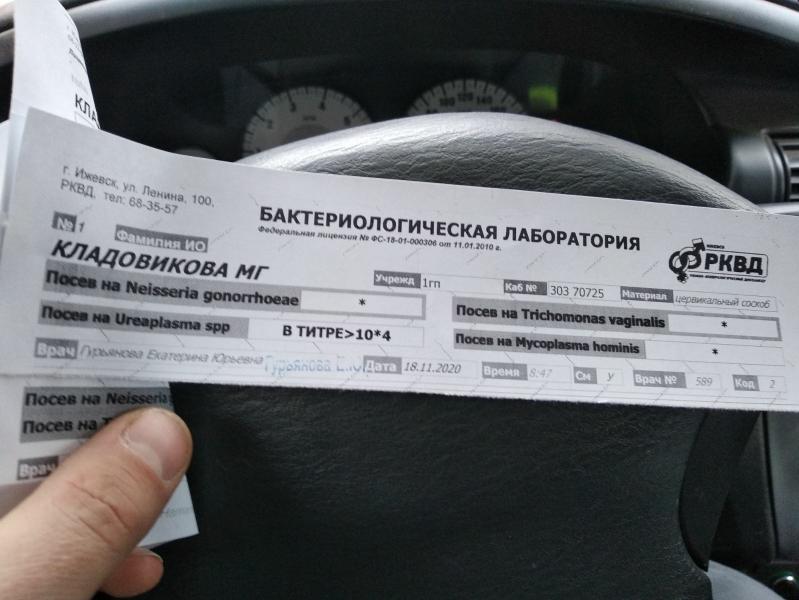 КЛА
г. Ижевск, ул. Ленина, 100,
РКВД, тел: 68-35-57
БАКТЕРИОЛОГИЧЕСКАЯ ЛАБОРАТОРИЯ
Федеральная лицензия № ФС-18-01-000306 от 11.01.2010 г.
ИЖЕВСК
РКВД
№ 1 Фамилия ИО
КЛАДОВИКОВА МГ
Учрежд 1гп Каб № 303 70725 Материал цервикальный соскоб
Посев на Neisseria gonorrhoeae *
Посев на Trichomonas vaginalis *
Посев на Ureaplasma spp В ТИТРЕ>10*4
Посев на Mycoplasma hominis *
Врач Гурьянова Екатерина Юрьевна Гурьянова Е.Ю. Дата 18.11.2020 Время 8:47 См У Врач № 589 Код 2
Посев на Neisseria
Посев на
Врач